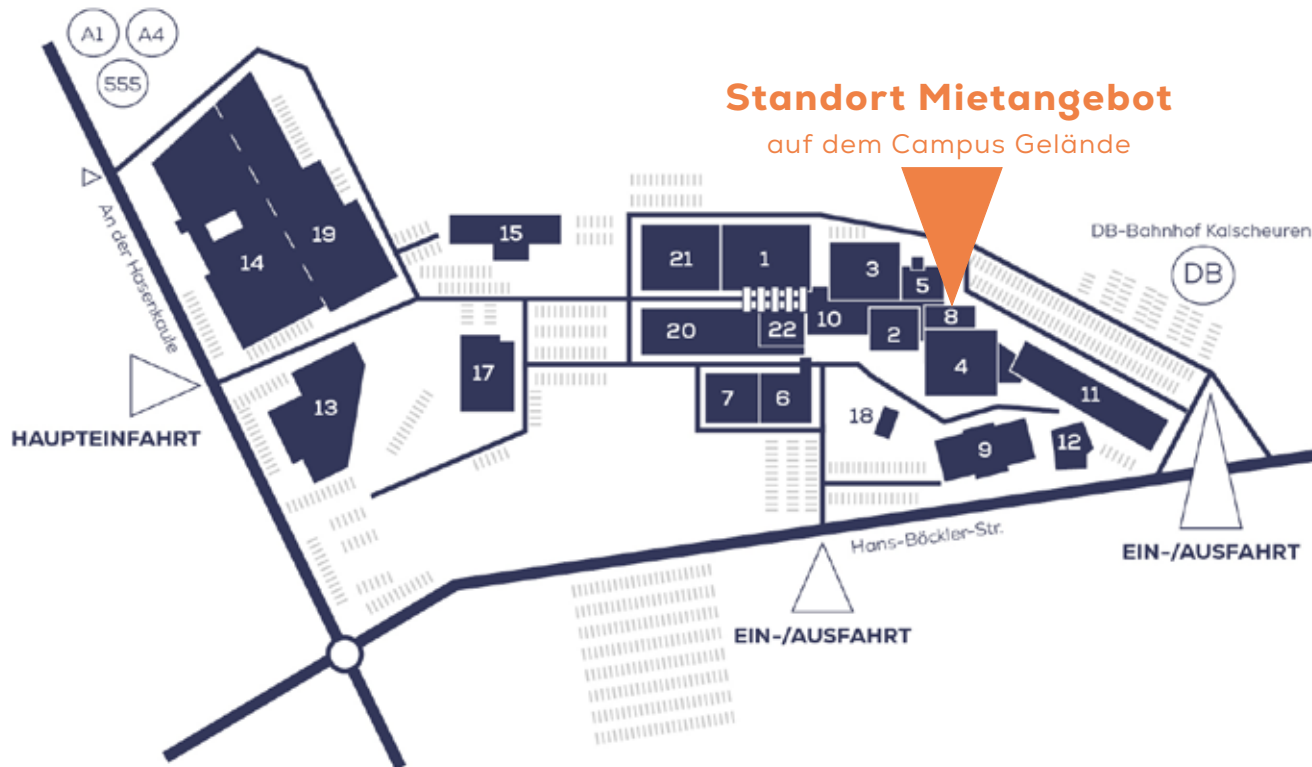 A1 A4
555
Standort Mietangebot
auf dem Campus Gelände
An der Hasenkaule
DB-Bahnhof Kalscheuren
DB
15
19
14
21
1
3
5
8
10
20
22
2
4
17
7
6
11
13
18
9
12
HAUPTEINFAHRT
Hans-Böckler-Str.
EIN-/AUSFAHRT
EIN-/AUSFAHRT